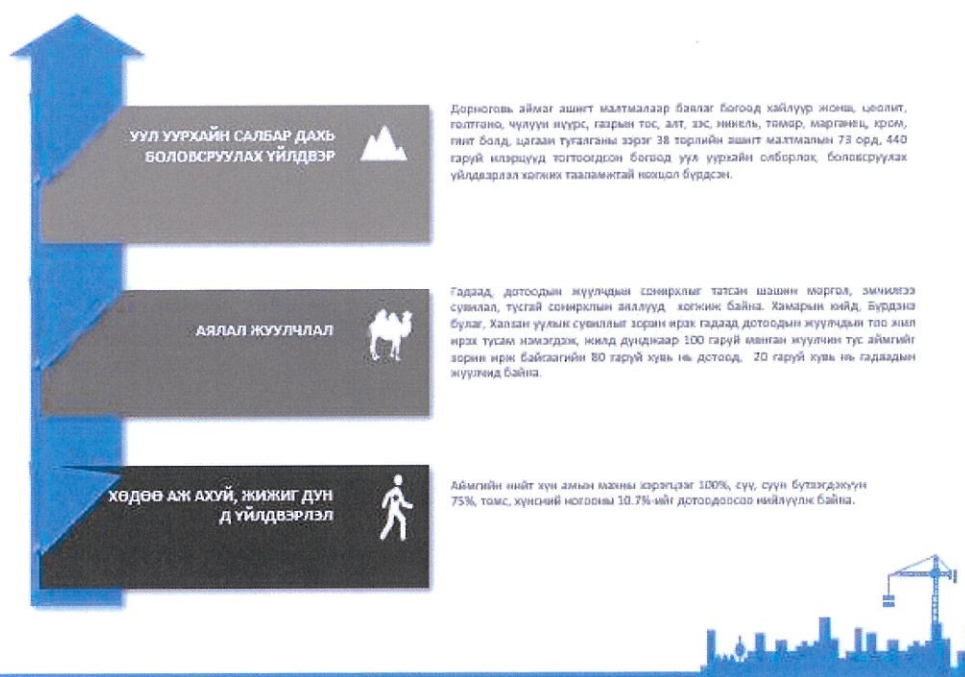 УУЛ УУРХАЙН САЛБАР ДАХЬ
БОЛОВСРУУЛАХ ҮЙЛДВЭР
Дорноговь аймаг ашигт малтмалаар баялаг бөгөөд хайлуур жонш, цеолит,
гөлтгөнө, чулуун нүүрс, газрын тос, алт, зэс, никель, төмөр, марганец, хром,
гянт болд, цагаан тугалганы зэрэг 38 төрлийн ашигт малтмалын 73 орд, 440
гаруй илэрцүүд тогтоогдсон бөгөөд уул уурхайн олборлох, боловсруулах
үйлдвэрлэл хөгжих таатамжтай нөхцөл бүрдсэн.
АЯЛАЛ ЖУУЛЧЛАЛ
Гадаад, дотоодын жуулчдын сонирхлыг татсан шашин мөргөл, эмчилгээ
сувилал, тусгай сонирхлын аяллууд хөгжиж байна. Хамарын хийд, Бүрдэнэ
булаг, Халзан уулын сувиллыг зорин ирэх гадаад дотоодын жуулчдын тоо жил
ирэх тусам нэмэгдэж, жилд дунджаар 100 гаруй мянган жуулчин тус аймгийг
зорин ирж байгаагийн 80 гаруй хувь нь дотоод, 20 гаруй хувь нь гадаадын
жуулчид байна.
ХӨДӨӨ АЖ АХУЙ, ЖИЖИГ ДУН
Д ҮЙЛДВЭРЛЭЛ
Аймгийн нийт хүн амын махны хэрэгцээг 100%, сүү, сүүн бүтээгдэхүүн
75%, төмс, хүнсний ногооны 10.7%-ийг дотоодоосоо нийлүүлж байна.